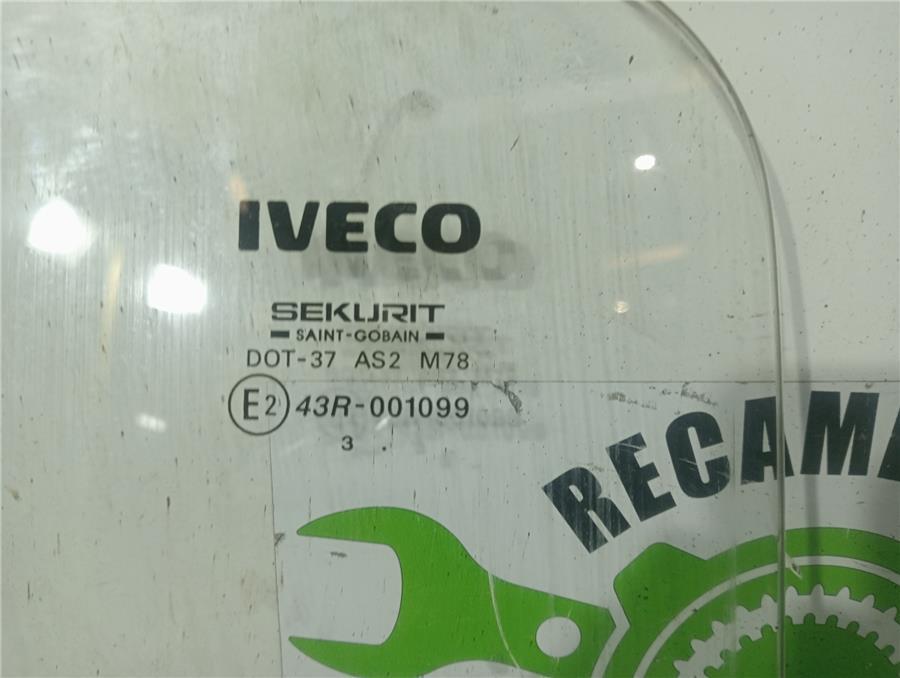 IVECO
SEKURIT
SAINT-GOBAIN
DOT-37 AS2 M78
E2 43R-001099
3 .
RECAM